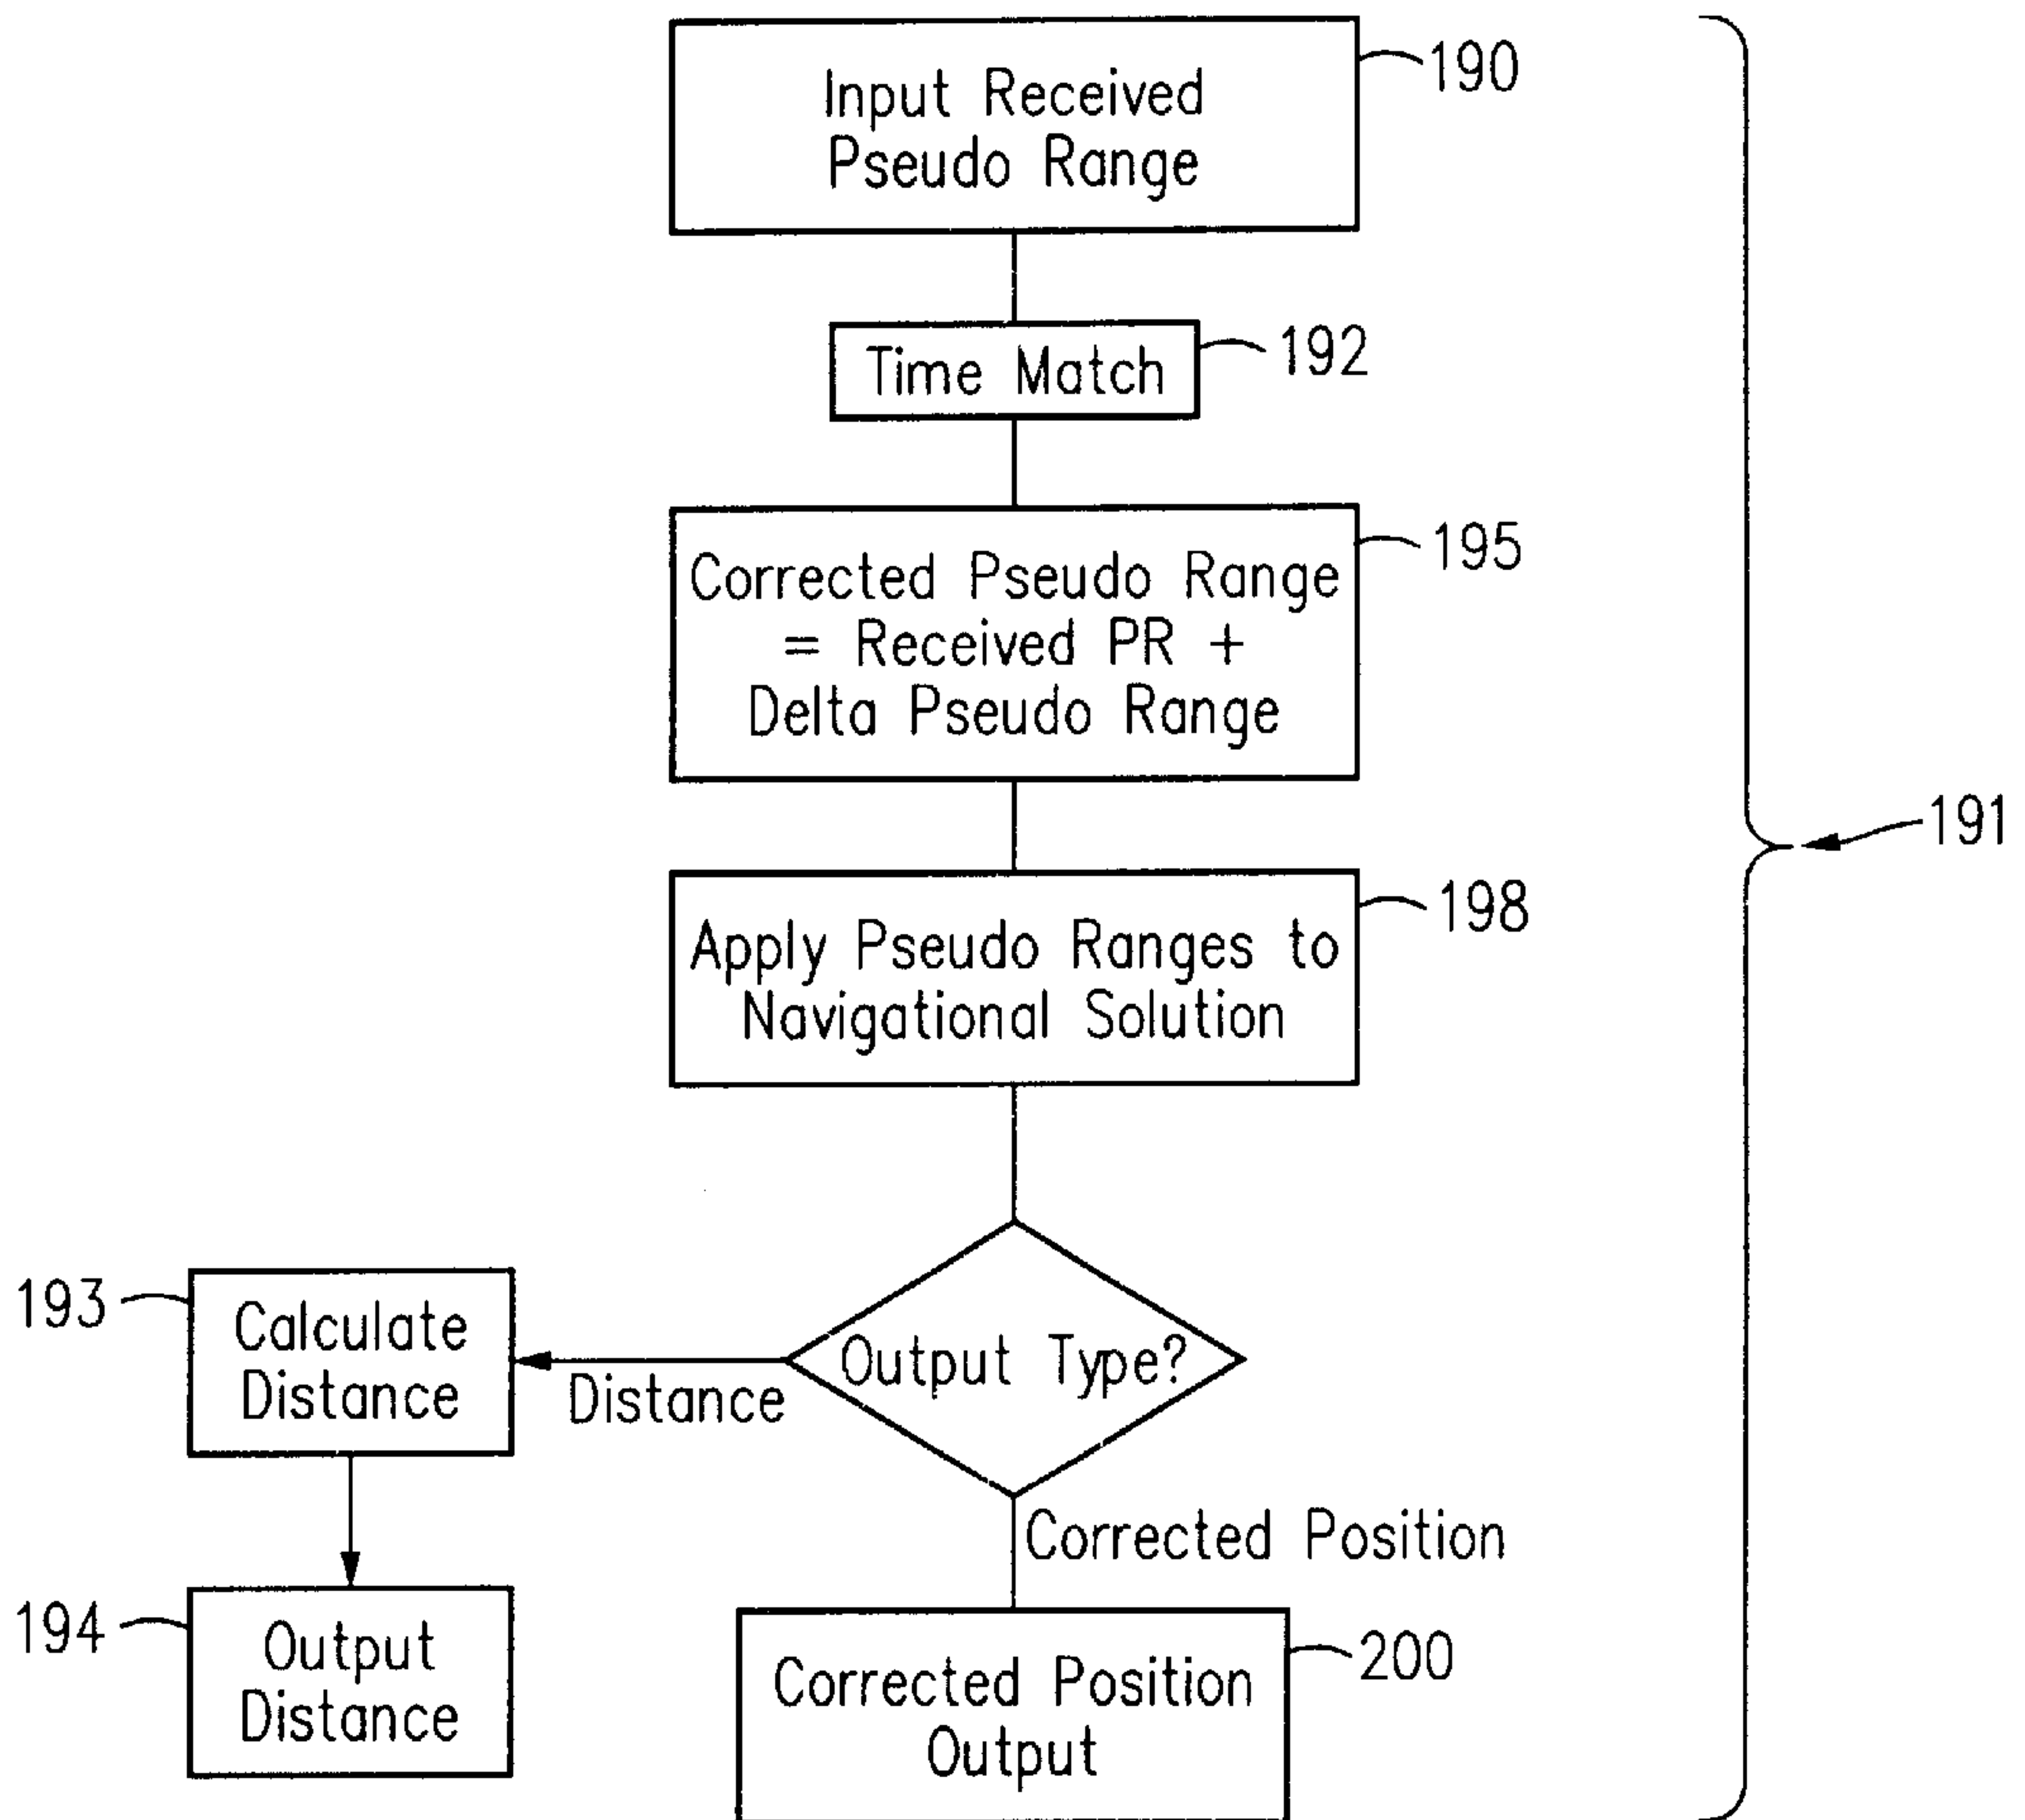 Input Received
Pseudo Range
190
Time Match
192
Corrected Pseudo Range
= Received PR +
Delta Pseudo Range
195
191
Apply Pseudo Ranges to
Navigational Solution
198
Output Type?
Distance
193
Calculate
Distance
Corrected Position
194
Output
Distance
Corrected Position
Output
200